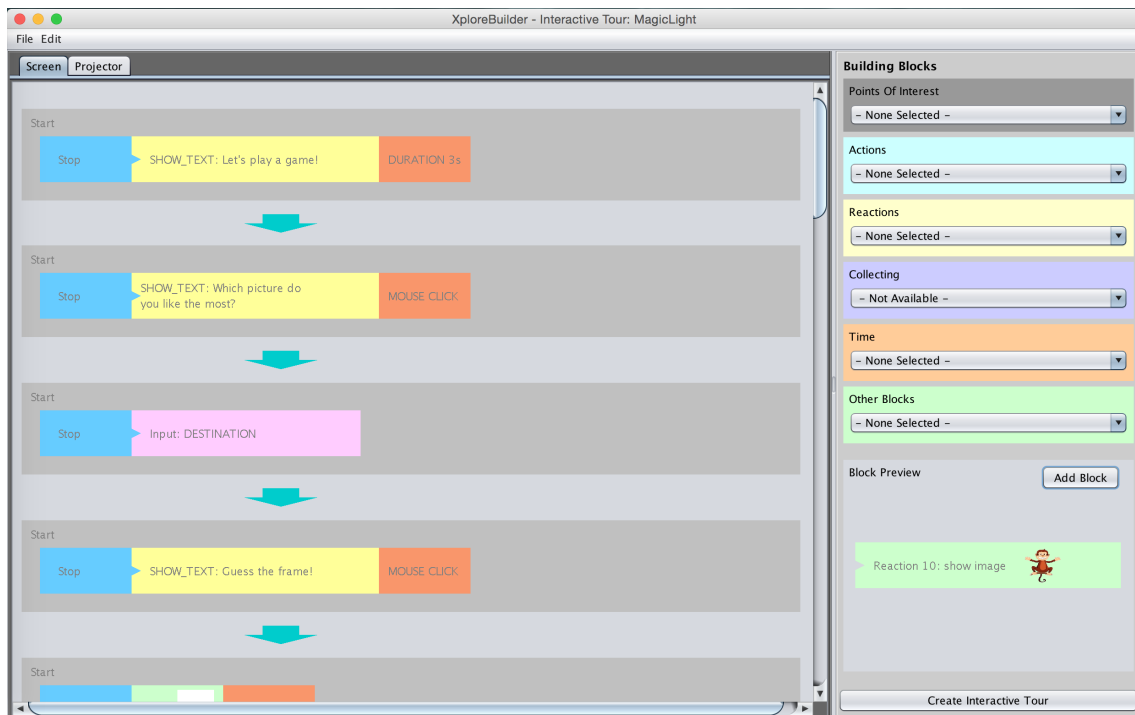 XploreBuilder - Interactive Tour: MagicLight
File Edit
Screen Projector
Start
Stop SHOW_TEXT: Let's play a game! DURATION 3s
Start
Stop SHOW_TEXT: Which picture do
you like the most? MOUSE CLICK
Start
Stop Input: DESTINATION
Start
Stop SHOW_TEXT: Guess the frame! MOUSE CLICK
Start
Building Blocks
Points Of Interest
- None Selected -
Actions
- None Selected -
Reactions
- None Selected -
Collecting
- Not Available -
Time
- None Selected -
Other Blocks
- None Selected -
Block Preview Add Block
Reaction 10: show image
Create Interactive Tour